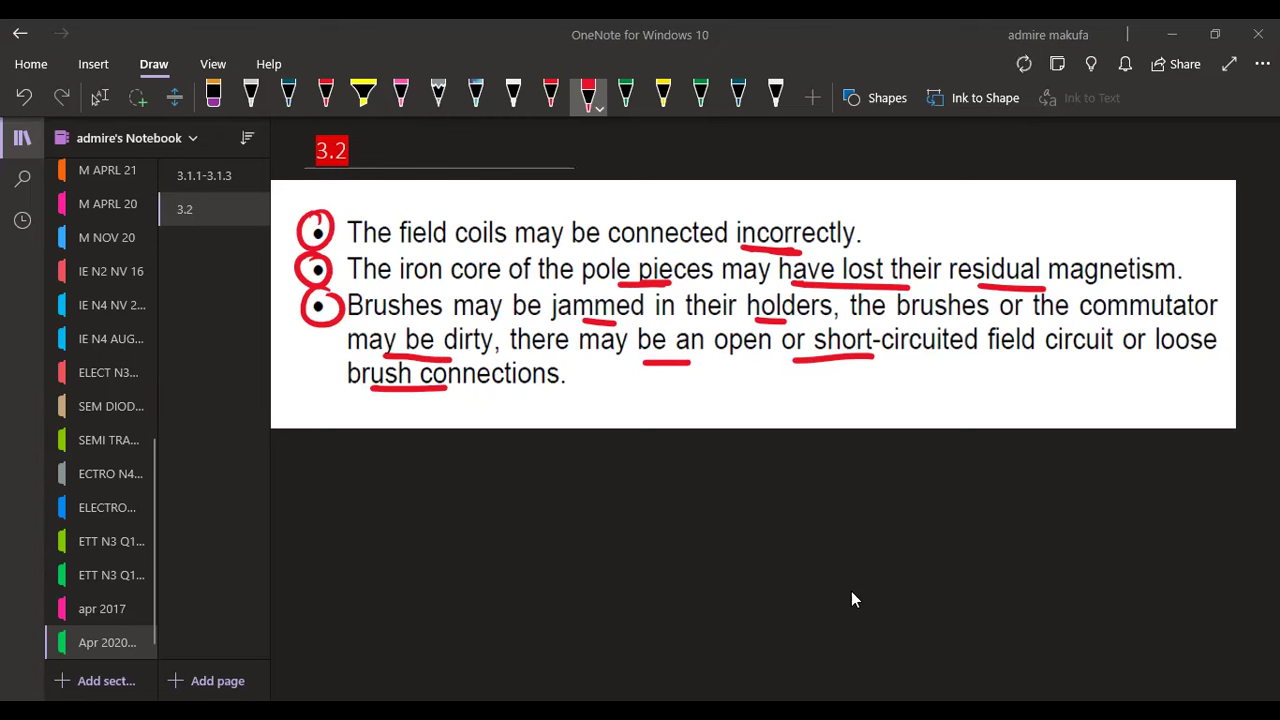 OneNote for Windows 10
admire makufa
Home Insert Draw View Help
Share
Shapes
Ink to Shape
Ink to Text
admire's Notebook
M APRL 21
M APRL 20
M NOV 20
IE N2 NV 16
IE N4 NV 2...
IE N4 AUG...
ELECT N3...
SEM DIOD...
SEMI TRA...
ECTRO N4...
ELECTRO...
ETT N3 Q1...
ETT N3 Q1...
apr 2017
Apr 2020...
Add sect...
3.1.1-3.1.3
3.2
Add page
3.2
• The field coils may be connected incorrectly.
• The iron core of the pole pieces may have lost their residual magnetism.
• Brushes may be jammed in their holders, the brushes or the commutator
may be dirty, there may be an open or short-circuited field circuit or loose
brush connections.